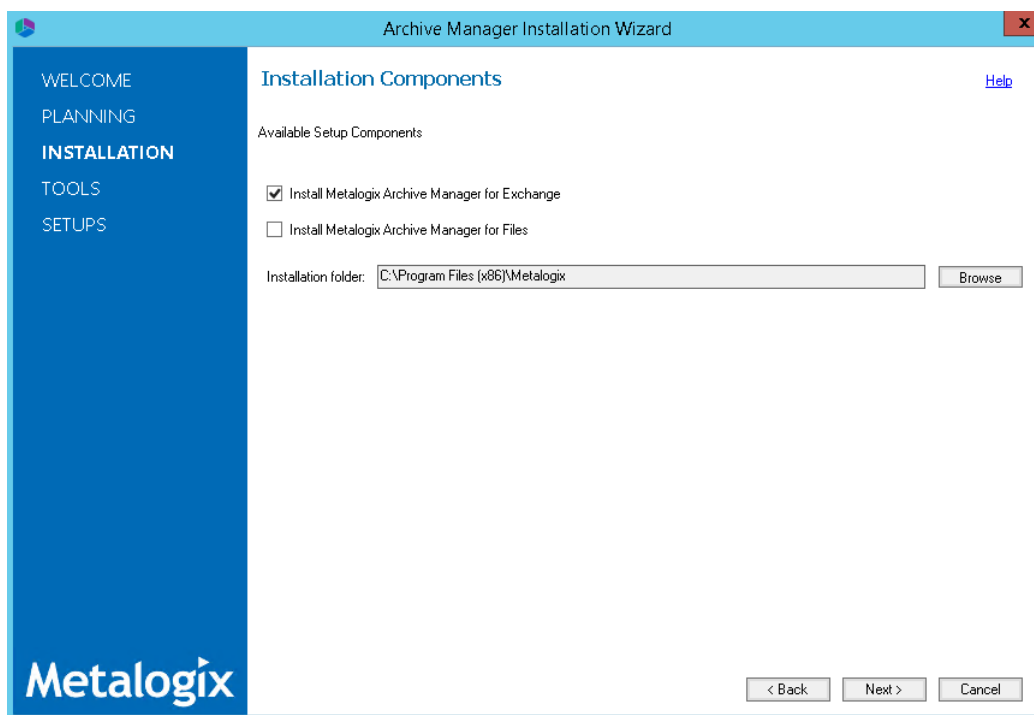 Archive Manager Installation Wizard
x
WELCOME
PLANNING
INSTALLATION
TOOLS
SETUPS
Installation Components
Help
Available Setup Components
Install Metalogix Archive Manager for Exchange
Install Metalogix Archive Manager for Files
Installation folder: C:\Program Files (x86)\Metalogix Browse
Metalogix
< Back Next > Cancel